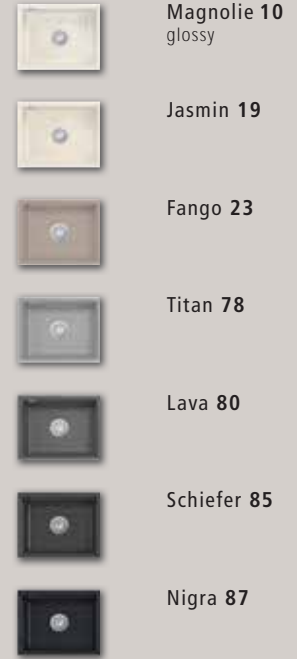 Magnolie 10
glossy
Jasmin 19
Fango 23
Titan 78
Lava 80
Schiefer 85
Nigra 87